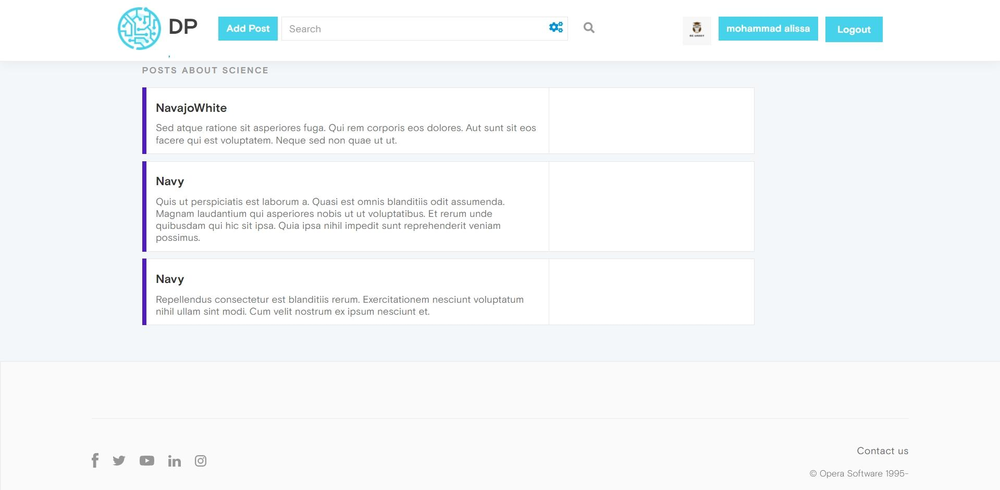 DP
Add Post
Search
mohammad alissa
Logout
,
POSTS ABOUT SCIENCE
NavajoWhite
Sed atque ratione sit asperiores fuga. Qui rem corporis eos dolores. Aut sunt sit eos
facere qui est voluptatem. Neque sed non quae ut ut.
Navy
Quis ut perspiciatis est laborum a. Quasi est omnis blanditiis odit assumenda.
Magnam laudantium qui asperiores nobis ut ut voluptatibus. Et rerum unde
quibusdam qui hic sit ipsa. Quia ipsa nihil impedit sunt reprehenderit veniam
possimus.
Navy
Repellendus consectetur est blanditiis rerum. Exercitationem nesciunt voluptatum
nihil ullam sint modi. Cum velit nostrum ex ipsum nesciunt et.
Contact us
© Opera Software 1995-